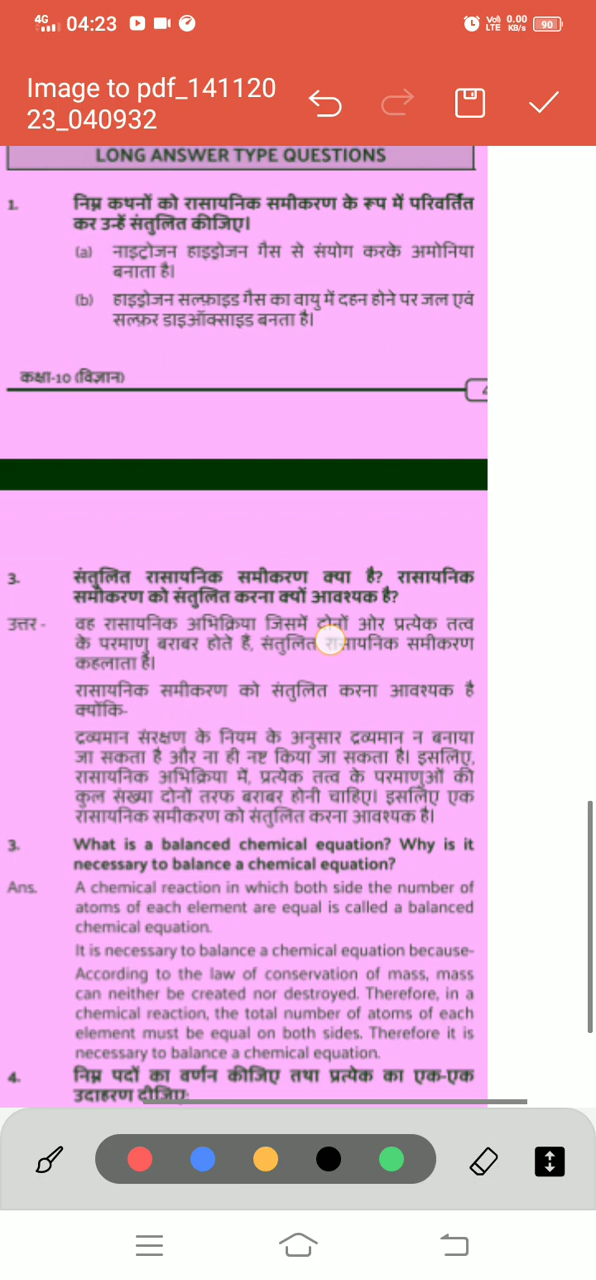 4G 04:23 Vo) LTE 0.00 KB/s 90
Image to pdf_141120
23_040932
LONG ANSWER TYPE QUESTIONS
1. निम्न कथनों को रासायनिक समीकरण के रूप में परिवर्तित
कर उन्हें संतुलित कीजिए।
(a) नाइट्रोजन हाइड्रोजन गैस से संयोग करके अमोनिया
बनाता है।
(b) हाइड्रोजन सल्फ़ाइड गैस का वायु में दहन होने पर जल एवं
सल्फ़र डाइऑक्साइड बनता है।
कक्षा-10 (विज्ञान)
3. संतुलित रासायनिक समीकरण क्या है? रासायनिक
समीकरण को संतुलित करना क्यों आवश्यक है?
उत्तर - वह रासायनिक अभिक्रिया जिसमें दोनों ओर प्रत्येक तत्व
के परमाणु बराबर होते हैं, संतुलित रासायनिक समीकरण
कहलाता है।
रासायनिक समीकरण को संतुलित करना आवश्यक है
क्योंकि-
द्रव्यमान संरक्षण के नियम के अनुसार द्रव्यमान न बनाया
जा सकता है और ना ही नष्ट किया जा सकता है। इसलिए,
रासायनिक अभिक्रिया में, प्रत्येक तत्व के परमाणुओं की
कुल संख्या दोनों तरफ बराबर होनी चाहिए। इसलिए एक
रासायनिक समीकरण को संतुलित करना आवश्यक है।
3. What is a balanced chemical equation? Why is it
necessary to balance a chemical equation?
Ans. A chemical reaction in which both side the number of
atoms of each element are equal is called a balanced
chemical equation.
It is necessary to balance a chemical equation because-
According to the law of conservation of mass, mass
can neither be created nor destroyed. Therefore, in a
chemical reaction, the total number of atoms of each
element must be equal on both sides. Therefore it is
necessary to balance a chemical equation.
4. निम्न पदों का वर्णन कीजिए तथा प्रत्येक का एक-एक
उदाहरण दीजिए: